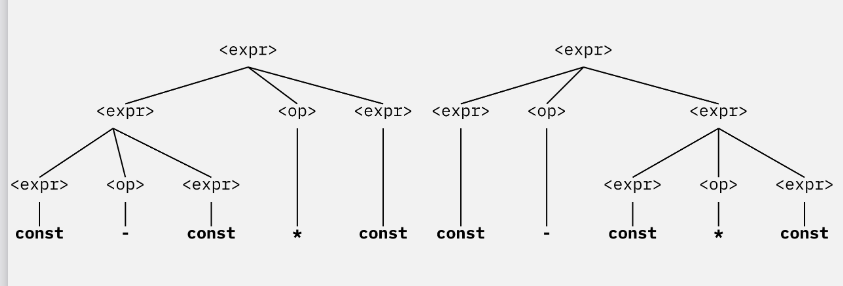 <expr> <expr>
<expr> <op> <expr> <expr> <op> <expr>
<expr> <op> <expr> <expr> <op> <expr>
const - const * const const - const * const